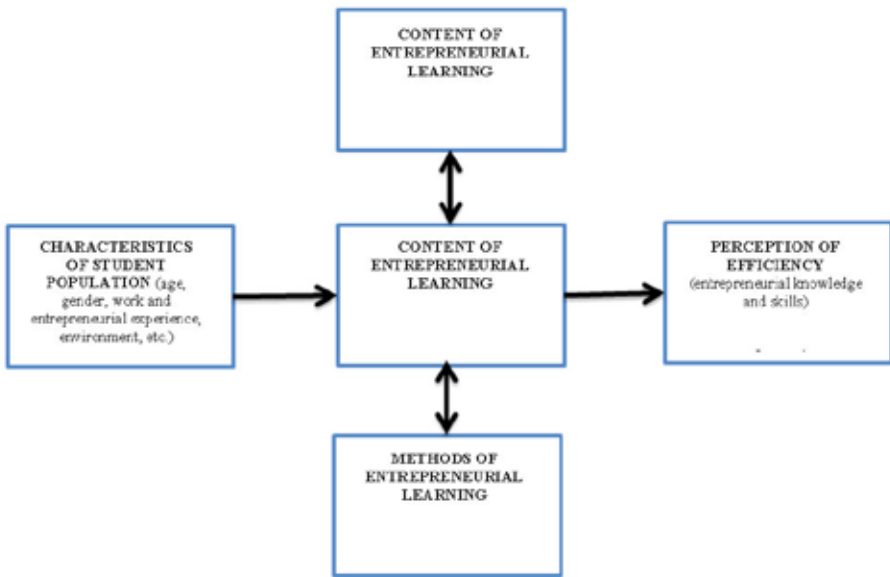 CONTENT OF
ENTREPRENEURIAL
LEARNING
CHARACTERISTICS
OF STUDENT
POPULATION (age,
gender, work and
entrepreneurial experience,
environment, etc.)
CONTENT OF
ENTREPRENEURIAL
LEARNING
PERCEPTION OF
EFFICIENCY
(entrepreneurial knowledge
and skills)
METHODS OF
ENTREPRENEURIAL
LEARNING